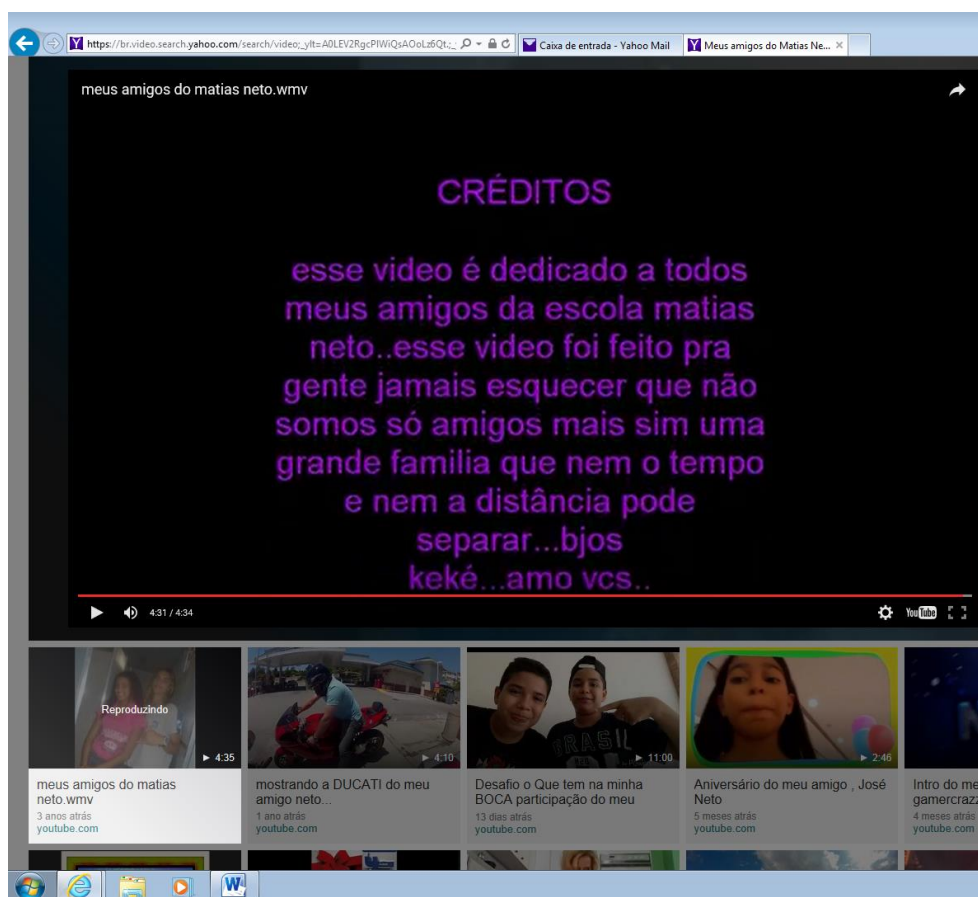 https://br.video.search.yahoo.com/search/video;_ylt=A0LEV2RgcPIWiQsAOoLz6Qt.;_
Caixa de entrada - Yahoo Mail
Meus amigos do Matias Ne...
meus amigos do matias neto.wmv
CRÉDITOS
esse video é dedicado a todos
meus amigos da escola matias
neto..esse video foi feito pra
gente jamais esquecer que não
somos só amigos mais sim uma
grande familia que nem o tempo
e nem a distância pode
separar...bjos
keké...amo vcs..
4:31 / 4:34
YouTube
Reproduzindo
4:35
4:10
BRASIL
11:00
2:46
meus amigos do matias
neto.wmv
3 anos atrás
youtube.com
mostrando a DUCATI do meu
amigo neto...
1 ano atrás
youtube.com
Desafio o Que tem na minha
BOCA participação do meu
13 dias atrás
youtube.com
Aniversário do meu amigo , José
Neto
5 meses atrás
youtube.com
Intro do me
gamercrazz
4 meses atrás
youtube.com
W